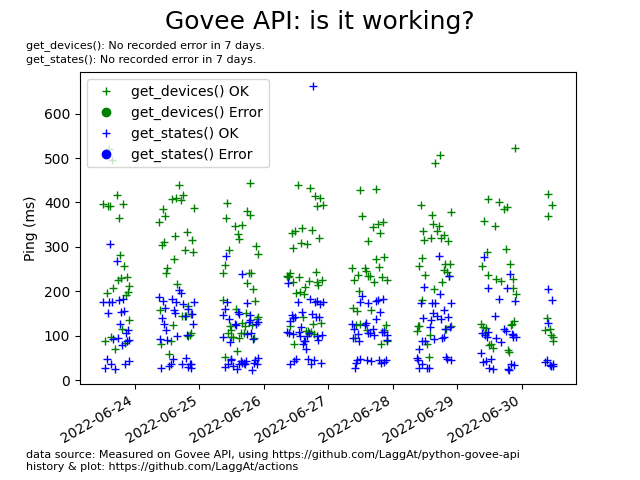 Govee API: is it working?
get_devices(): No recorded error in 7 days.
get_states(): No recorded error in 7 days.
get_devices() OK
get_devices() Error
get_states() OK
get_states() Error
Ping (ms)
600
500
400
300
200
100
0
2022-06-24
2022-06-25
2022-06-26
2022-06-27
2022-06-28
2022-06-29
2022-06-30
data source: Measured on Govee API, using https://github.com/LaggAt/python-govee-api
history & plot: https://github.com/LaggAt/actions